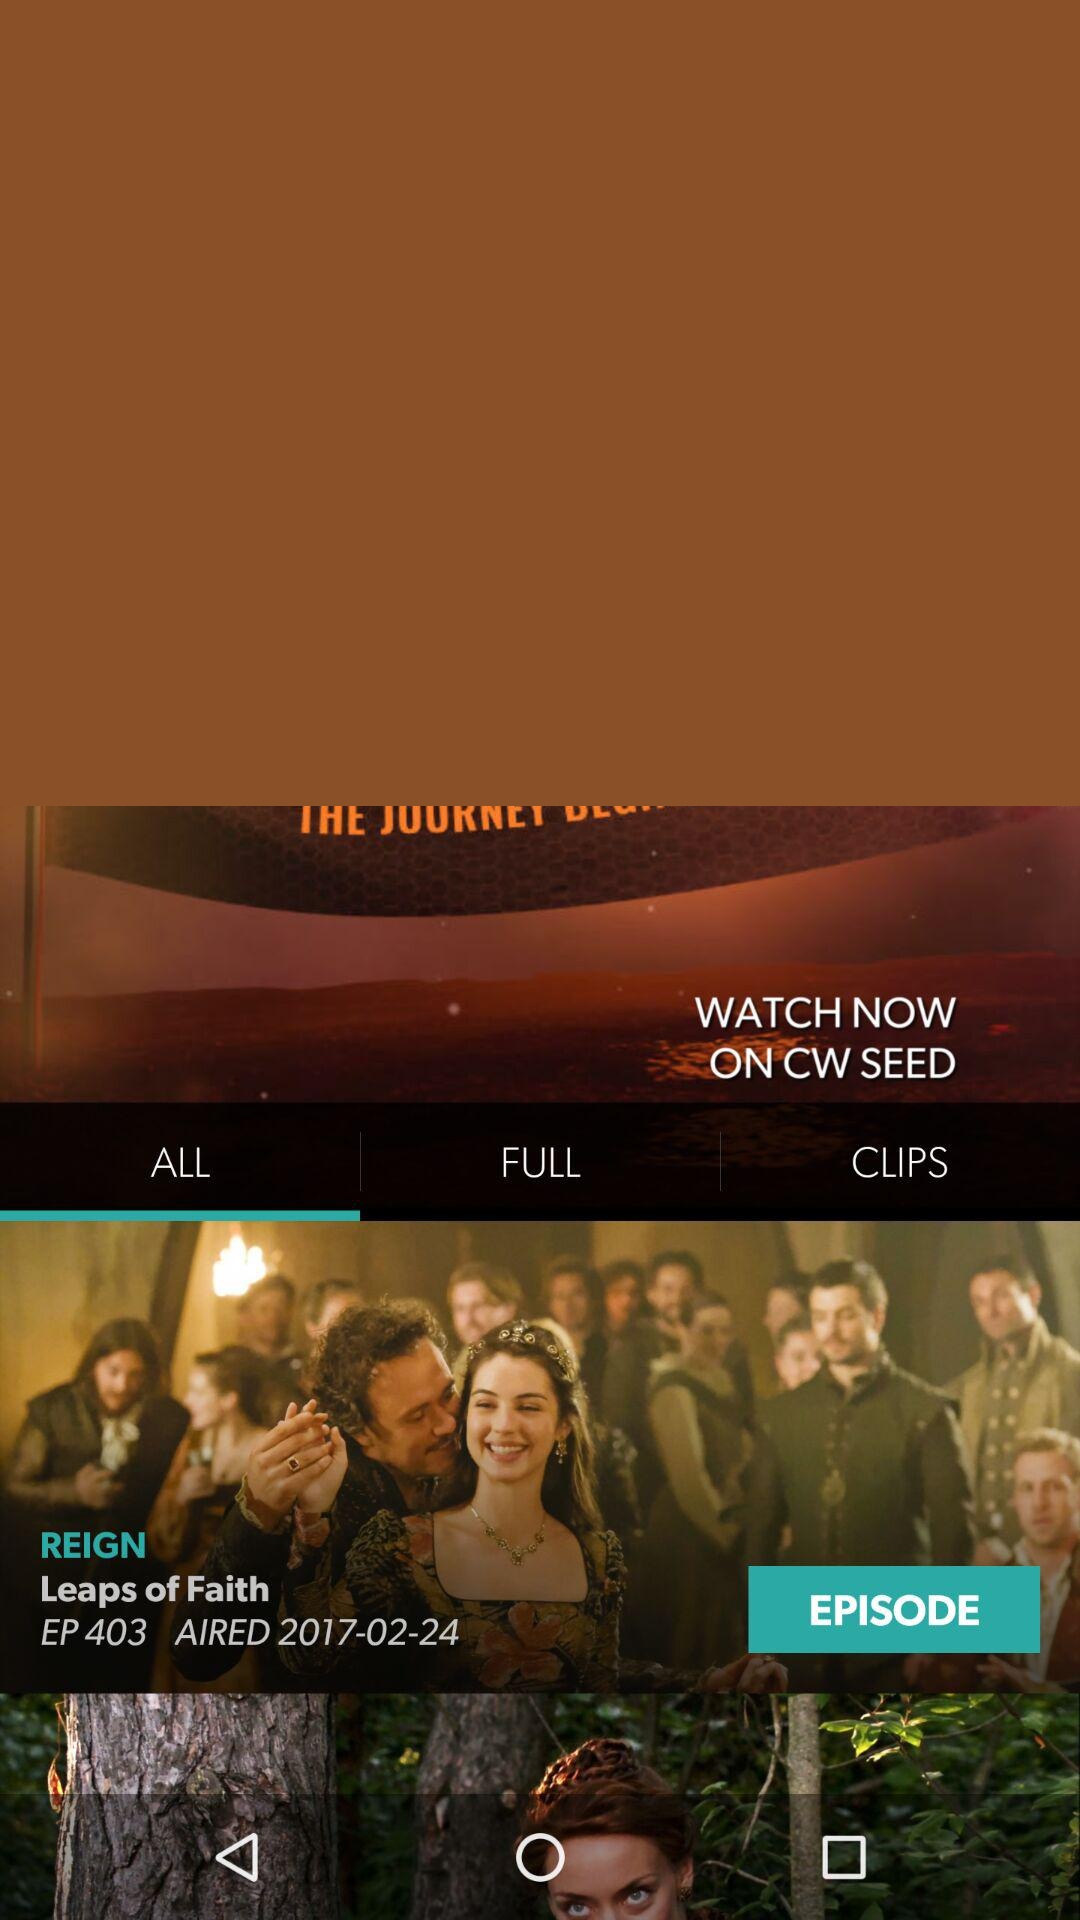 THE JOURNEY
WATCH NOW
ON CW SEED
ALL FULL CLIPS
REIGN
Leaps of Faith
EP 403 AIRED 2017-02-24
EPISODE